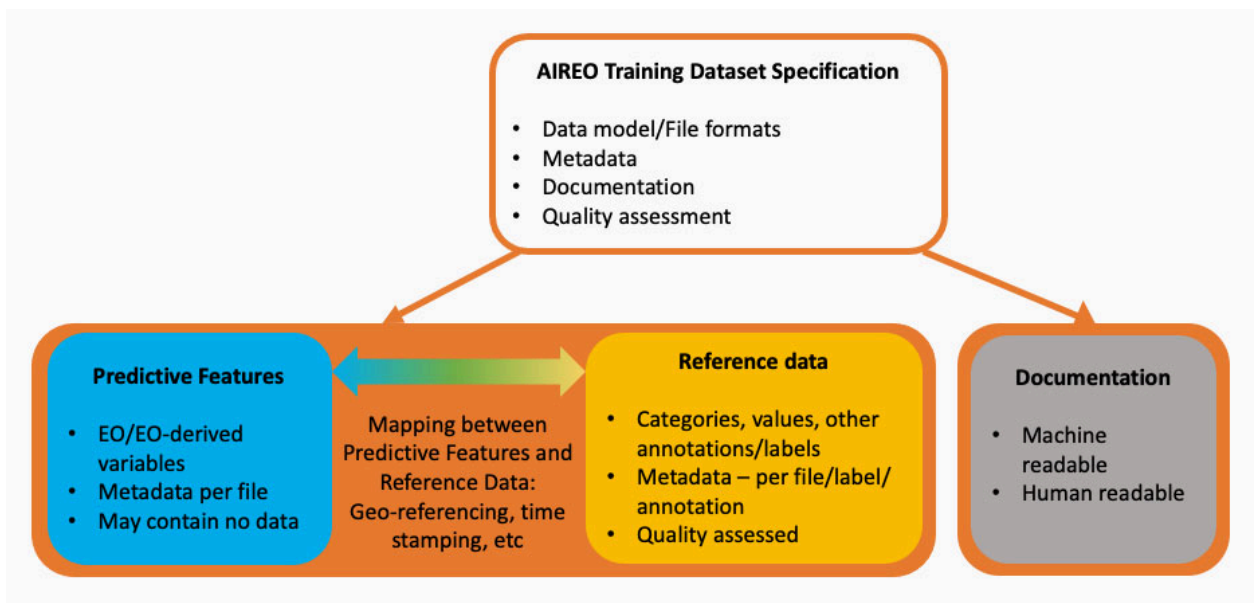 AIREO Training Dataset Specification
• Data model/File formats
• Metadata
• Documentation
• Quality assessment
Predictive Features
• EO/EO-derived
variables
• Metadata per file
• May contain no data
Mapping between
Predictive Features and
Reference Data:
Geo-referencing, time
stamping, etc
Reference data
• Categories, values, other
annotations/labels
• Metadata – per file/label/
annotation
• Quality assessed
Documentation
• Machine
readable
• Human readable